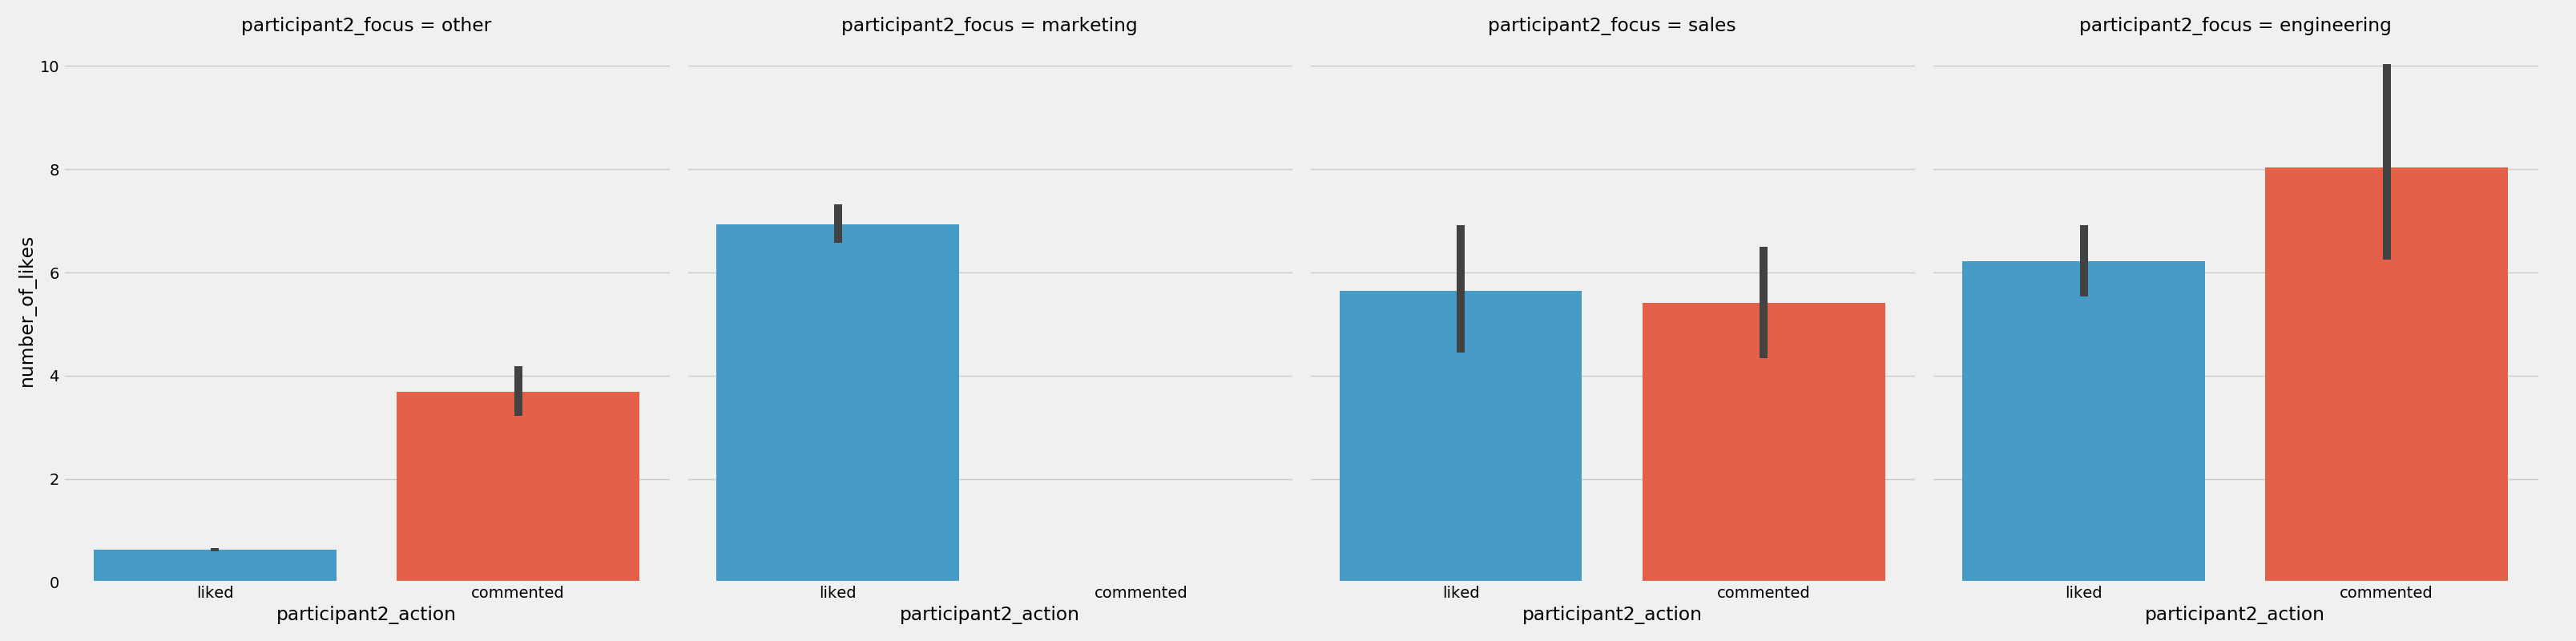 participant2_focus = other
participant2_focus = marketing
participant2_focus = sales
participant2_focus = engineering
number_of_likes
10
8
6
4
2
0
liked
commented
liked
commented
liked
commented
liked
commented
participant2_action
participant2_action
participant2_action
participant2_action